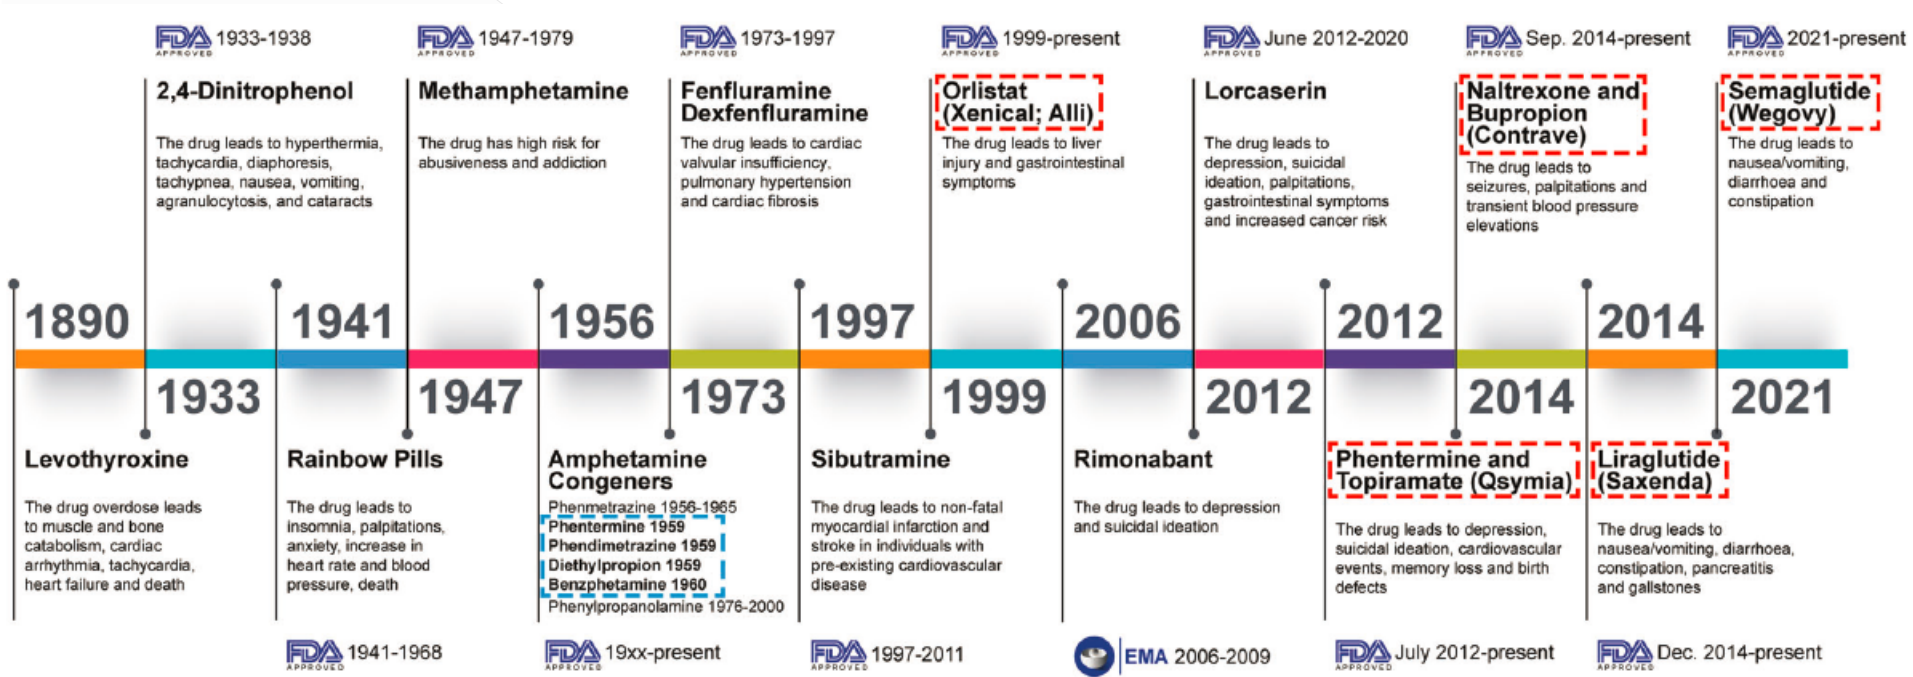 FDA APPROVED 1933-1938
2,4-Dinitrophenol
The drug leads to hyperthermia,
tachycardia, diaphoresis,
tachypnea, nausea, vomiting,
agranulocytosis, and cataracts
FDA APPROVED 1947-1979
Methamphetamine
The drug has high risk for
abusiveness and addiction
FDA APPROVED 1973-1997
Fenfluramine
Dexfenfluramine
The drug leads to cardiac
valvular insufficiency,
pulmonary hypertension
and cardiac fibrosis
FDA APPROVED 1999-present
Orlistat
(Xenical; Alli)
The drug leads to liver
injury and gastrointestinal
symptoms
FDA APPROVED June 2012-2020
Lorcaserin
The drug leads to
depression, suicidal
ideation, palpitations,
gastrointestinal symptoms
and increased cancer risk
FDA APPROVED Sep. 2014-present
Naltrexone and
Bupropion
(Contrave)
The drug leads to
seizures, palpitations and
transient blood pressure
elevations
FDA APPROVED 2021-present
Semaglutide
(Wegovy)
The drug leads to
nausea/vomiting,
diarrhoea and
constipation
1890
1941
1956
1997
2006
2012
2014
1933
1947
1973
1999
2012
2014
2021
Levothyroxine
The drug overdose leads
to muscle and bone
catabolism, cardiac
arrhythmia, tachycardia,
heart failure and death
Rainbow Pills
The drug leads to
insomnia, palpitations,
anxiety, increase in
heart rate and blood
pressure, death
FDA APPROVED 1941-1968
Amphetamine
Congeners
Phenmetrazine 1956-1965
Phentermine 1959
Phendimetrazine 1959
Diethylpropion 1959
Benzphetamine 1960
Phenylpropanolamine 1976-2000
FDA APPROVED 19xx-present
Sibutramine
The drug leads to non-fatal
myocardial infarction and
stroke in individuals with
pre-existing cardiovascular
disease
FDA APPROVED 1997-2011
Rimonabant
The drug leads to depression
and suicidal ideation
EMA 2006-2009
Phentermine and
Topiramate (Qsymia)
The drug leads to depression,
suicidal ideation, cardiovascular
events, memory loss and birth
defects
FDA APPROVED July 2012-present
Liraglutide
(Saxenda)
The drug leads to
nausea/vomiting, diarrhoea,
constipation, pancreatitis
and gallstones
FDA APPROVED Dec. 2014-present